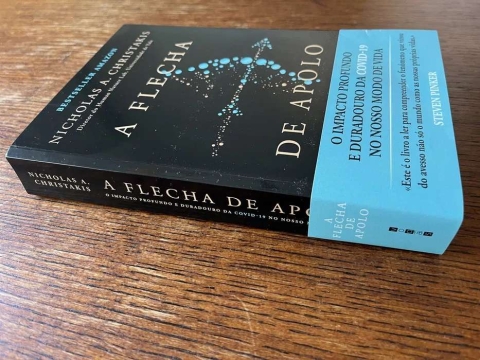 BESTSELLER AMAZON
NICHOLAS A. CHRISTAKIS
A FLECHA
DE APOLO
O IMPACTO PROFUNDO
E DURADOURO DA COVID-19
NO NOSSO MODO DE VIDA
«Este é o livro a ler para compreender o fenómeno que virou
do avesso não só o mundo como as nossas próprias vidas.»
STEVEN PINKER
NICHOLAS A.
CHRISTAKIS
A FLECHA DE APO
O IMPACTO PROFUNDO E DURADOURO DA COVID-19 NO NOSSO
A
FLECHA
DE
APOLO